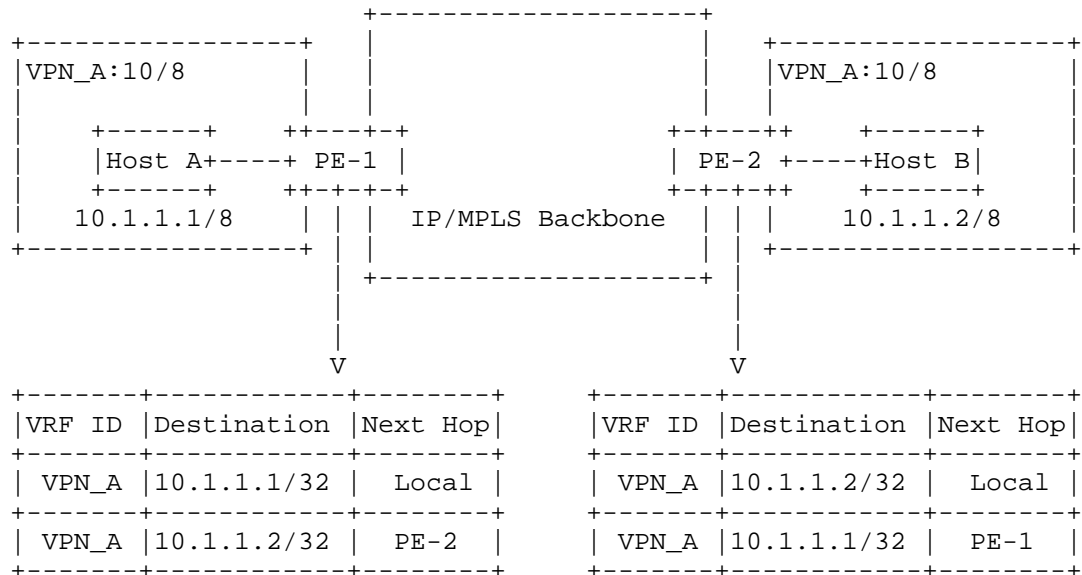 VPN_A:10/8 VPN_A:10/8
Host A PE-1 PE-2 Host B
10.1.1.1/8 IP/MPLS Backbone 10.1.1.2/8
V V
VRF ID Destination Next Hop VRF ID Destination Next Hop
VPN_A 10.1.1.1/32 Local VPN_A 10.1.1.2/32 Local
VPN_A 10.1.1.2/32 PE-2 VPN_A 10.1.1.1/32 PE-1